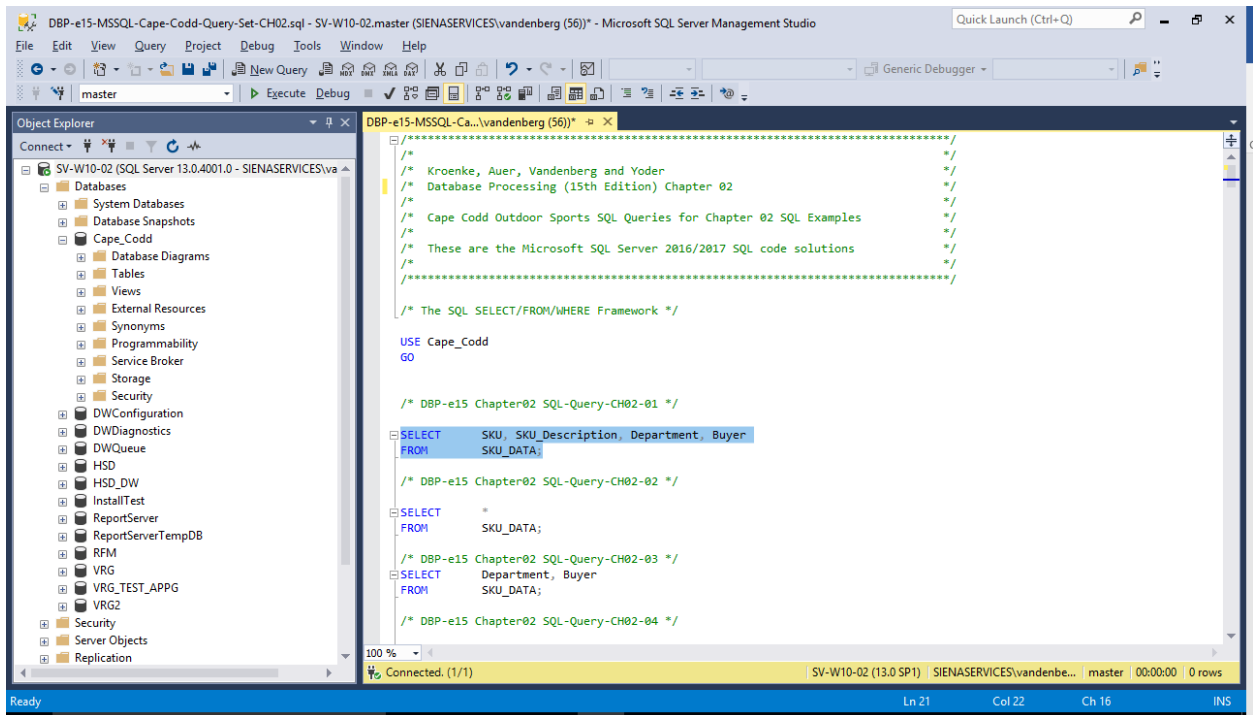 DBP-e15-MSSQL-Cape-Codd-Query-Set-CH02.sql - SV-W10-02.master (SIENASERVICES\vandenberg (56))* - Microsoft SQL Server Management Studio
Quick Launch (Ctrl+Q)
File Edit View Query Project Debug Tools Window Help
New Query MDX DMX XMLA DAX Generic Debugger
master Execute Debug
Object Explorer
Connect
SV-W10-02 (SQL Server 13.0.4001.0 - SIENASERVICES\va
Databases
System Databases
Database Snapshots
Cape_Codd
Database Diagrams
Tables
Views
External Resources
Synonyms
Programmability
Service Broker
Storage
Security
DWConfiguration
DWDiagnostics
DWQueue
HSD
HSD_DW
InstallTest
ReportServer
ReportServerTempDB
RFM
VRG
VRG_TEST_APPG
VRG2
Security
Server Objects
Replication
DBP-e15-MSSQL-Ca...\vandenberg (56))*
/*********************************************************************************/
/* */
/* Kroenke, Auer, Vandenberg and Yoder */
/* Database Processing (15th Edition) Chapter 02 */
/* */
/* Cape Codd Outdoor Sports SQL Queries for Chapter 02 SQL Examples */
/* */
/* These are the Microsoft SQL Server 2016/2017 SQL code solutions */
/* */
/*********************************************************************************/
/* The SQL SELECT/FROM/WHERE Framework */
USE Cape_Codd
GO
/* DBP-e15 Chapter02 SQL-Query-CH02-01 */
SELECT SKU, SKU_Description, Department, Buyer
FROM SKU_DATA;
/* DBP-e15 Chapter02 SQL-Query-CH02-02 */
SELECT *
FROM SKU_DATA;
/* DBP-e15 Chapter02 SQL-Query-CH02-03 */
SELECT Department, Buyer
FROM SKU_DATA;
/* DBP-e15 Chapter02 SQL-Query-CH02-04 */
100 %
Connected. (1/1)
SV-W10-02 (13.0 SP1) SIENASERVICES\vandenbe... master 00:00:00 0 rows
Ready Ln 21 Col 22 Ch 16 INS